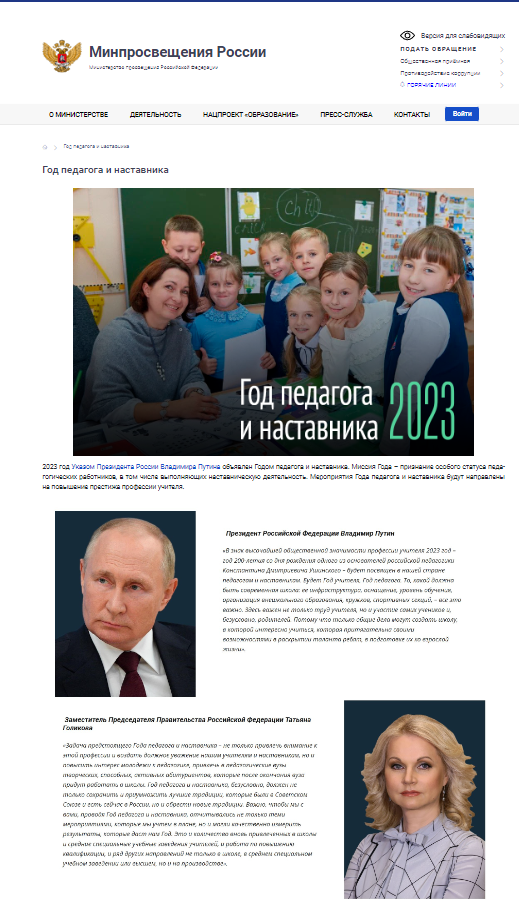 Версия для слабовидящих
Минпросвещения России
Министерство просвещения Российской Федерации
ПОДАТЬ ОБРАЩЕНИЕ
Общественная приёмная
Противодействие коррупции
ГОРЯЧИЕ ЛИНИИ
О МИНИСТЕРСТВЕ ДЕЯТЕЛЬНОСТЬ НАЦПРОЕКТ «ОБРАЗОВАНИЕ» ПРЕСС-СЛУЖБА КОНТАКТЫ Войти
Год педагога и наставника
Год педагога и наставника
Год педагога
и наставника 2023
2023 год Указом Президента России Владимира Путина объявлен Годом педагога и наставника. Миссия Года – признание особого статуса педа-
гогических работников, в том числе выполняющих наставническую деятельность. Мероприятия Года педагога и наставника будут направлены
на повышение престижа профессии учителя.
Президент Российской Федерации Владимир Путин
«В знак высочайшей общественной значимости профессии учителя 2023 год –
год 200-летия со дня рождения одного из основателей российской педагогики
Константина Дмитриевича Ушинского – будет посвящен в нашей стране
педагогам и наставникам. Будет Год учителя, Год педагога. То, какой должна
быть современная школа: ее инфраструктура, оснащение, уровень обучения,
организация внешкольного образования, кружков, спортивных секций, – все это
важно. Здесь важен не только труд учителя, но и участие самих учеников и,
безусловно, родителей. Потому что только общие дела могут создать школу,
в которой интересно учиться, которая притягательна своими
возможностями в раскрытии таланта ребят, в подготовке их ко взрослой
жизни».
Заместитель Председателя Правительства Российской Федерации Татьяна
Голикова
«Задача предстоящего Года педагога и наставника – не только привлечь внимание к
этой профессии и воздать должное уважение нашим учителям и наставникам, но и
повысить интерес молодежи к педагогике, привлечь в педагогические вузы
творческих, способных, активных абитуриентов, которые после окончания вуза
придут работать в школы. Год педагога и наставника, безусловно, должен не
только сохранить и приумножить лучшие традиции, которые были в Советском
Союзе и есть сейчас в России, но и обрести новые традиции. Важно, чтобы мы с
вами, проводя Год педагога и наставника, отчитывались не только теми
мероприятиями, которые мы учтем в плане, но и могли качественно измерить
результаты, которые даст нам Год. Это и количество вновь привлеченных в школы
и средние специальные учебные заведения учителей, и работа по повышению
квалификации, и ряд других направлений не только в школе, в среднем специальном
учебном заведении или высшем, но и на производстве».